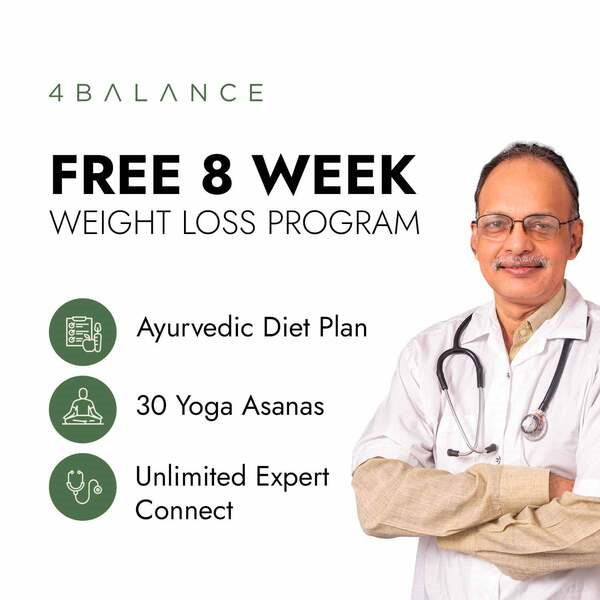 4BALANCE
FREE 8 WEEK
WEIGHT LOSS PROGRAM
Ayurvedic Diet Plan
30 Yoga Asanas
Unlimited Expert
Connect